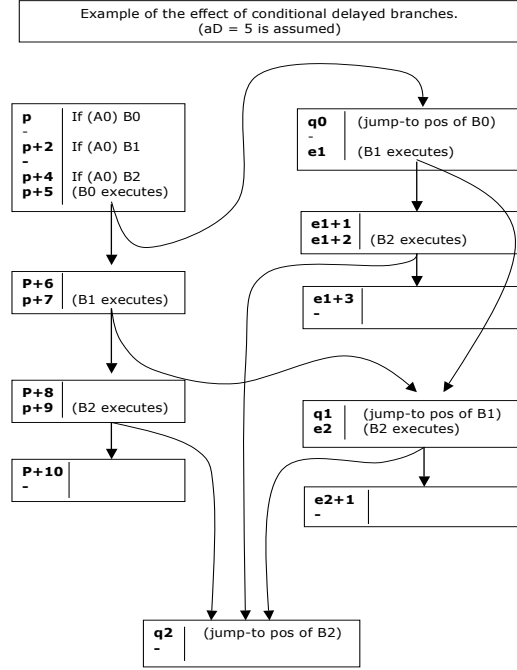 Example of the effect of conditional delayed branches.
(aD = 5 is assumed)
p If (A0) B0
-
p+2 If (A0) B1
-
p+4 If (A0) B2
p+5 (B0 executes)
P+6
p+7 (B1 executes)
P+8
p+9 (B2 executes)
P+10
-
q0 (jump-to pos of B0)
-
e1 (B1 executes)
e1+1
e1+2 (B2 executes)
e1+3
-
q1 (jump-to pos of B1)
e2 (B2 executes)
e2+1
-
q2 (jump-to pos of B2)
-